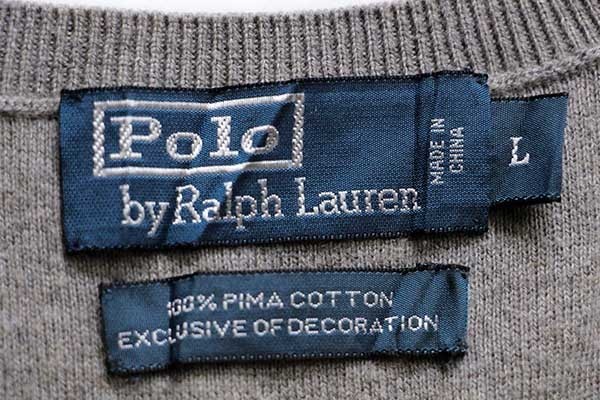 Polo
by Ralph Lauren
MADE IN
CHINA
L
100% PIMA COTTON
EXCLUSIVE OF DECORATION